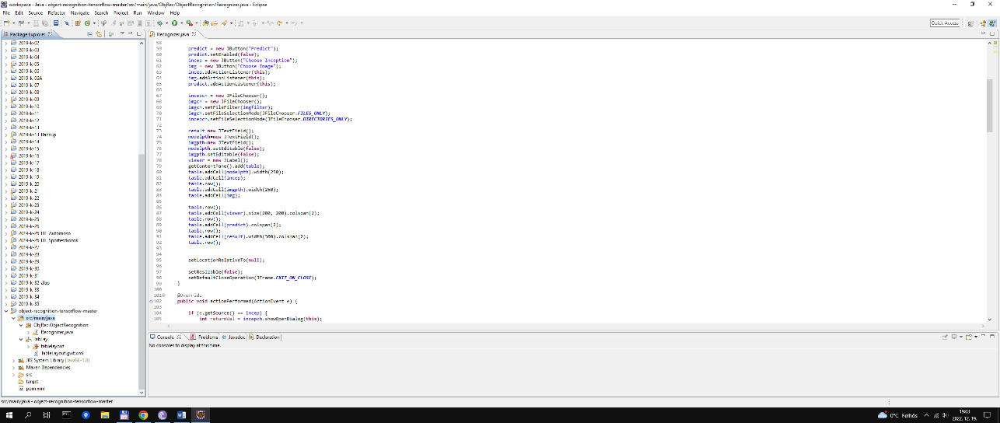 workspace - Java - object-recognition-tensorflow-master/src/main/java/ObjRec/ObjectRecognition/Recognizer.java - Eclipse
File Edit Source Refactor Navigate Search Project Run Window Help
Quick Access
Package Explorer
2019-k-02
2019-k-03
2019-k-04
2019-k-05
2019-k-06
2019-k-06A
2019-k-07
2019-k-08
2019-k-09
2019-k-10
2019-k-11
2019-k-12
2019-k-13
2019-k-13 Backup
2019-k-14
2019-k-15
2019-k-16
2019-k-17
2019-k-18
2019-k-19
2019-k-20
2019-k-21
2019-k-22
2019-k-23
2019-k-24
2019-k-25
2019-k-26
2019-k-27
2019-k-28
2019-k-29
2019-k-30
2019-k-31
2019-k-32 alap
2019-k-33
2019-k-34
2019-k-35
object-recognition-tensorflow-master
src/main/java
ObjRec.ObjectRecognition
Recognizer.java
TabLay
tablelayout
TableLayout.gwt.xml
JRE System Library [JavaSE-1.8]
Maven Dependencies
src
target
pom.xml
Recognizer.java
58
59 predict = new JButton("Predict");
60 predict.setEnabled(false);
61 incep = new JButton("Choose Inception");
62 img = new JButton("Choose Image");
63 incep.addActionListener(this);
64 img.addActionListener(this);
65 predict.addActionListener(this);
66
67 incepch = new JFileChooser();
68 imgch = new JFileChooser();
69 imgch.setFileFilter(imgfilter);
70 imgch.setFileSelectionMode(JFileChooser.FILES_ONLY);
71 incepch.setFileSelectionMode(JFileChooser.DIRECTORIES_ONLY);
72
73 result=new JTextField();
74 modelpth=new JTextField();
75 imgpth=new JTextField();
76 modelpth.setEditable(false);
77 imgpth.setEditable(false);
78 viewer = new JLabel();
79 getContentPane().add(table);
80 table.addCell(modelpth).width(250);
81 table.addCell(incep);
82 table.row();
83 table.addCell(imgpth).width(250);
84 table.addCell(img);
85
86 table.row();
87 table.addCell(viewer).size(200, 200).colspan(2);
88 table.row();
89 table.addCell(predict).colspan(2);
90 table.row();
91 table.addCell(result).width(300).colspan(2);
92 table.row();
93
94
95 setLocationRelativeTo(null);
96
97 setResizable(false);
98 setDefaultCloseOperation(JFrame.EXIT_ON_CLOSE);
99 }
100
101 @Override
102 public void actionPerformed(ActionEvent e) {
103
104 if (e.getSource() == incep) {
105 int returnVal = incepch.showOpenDialog(this);
Console Problems Javadoc Declaration
No consoles to display at this time.
src/main/java - object-recognition-tensorflow-master
0°C Felhős
19:03
2022. 12. 19.